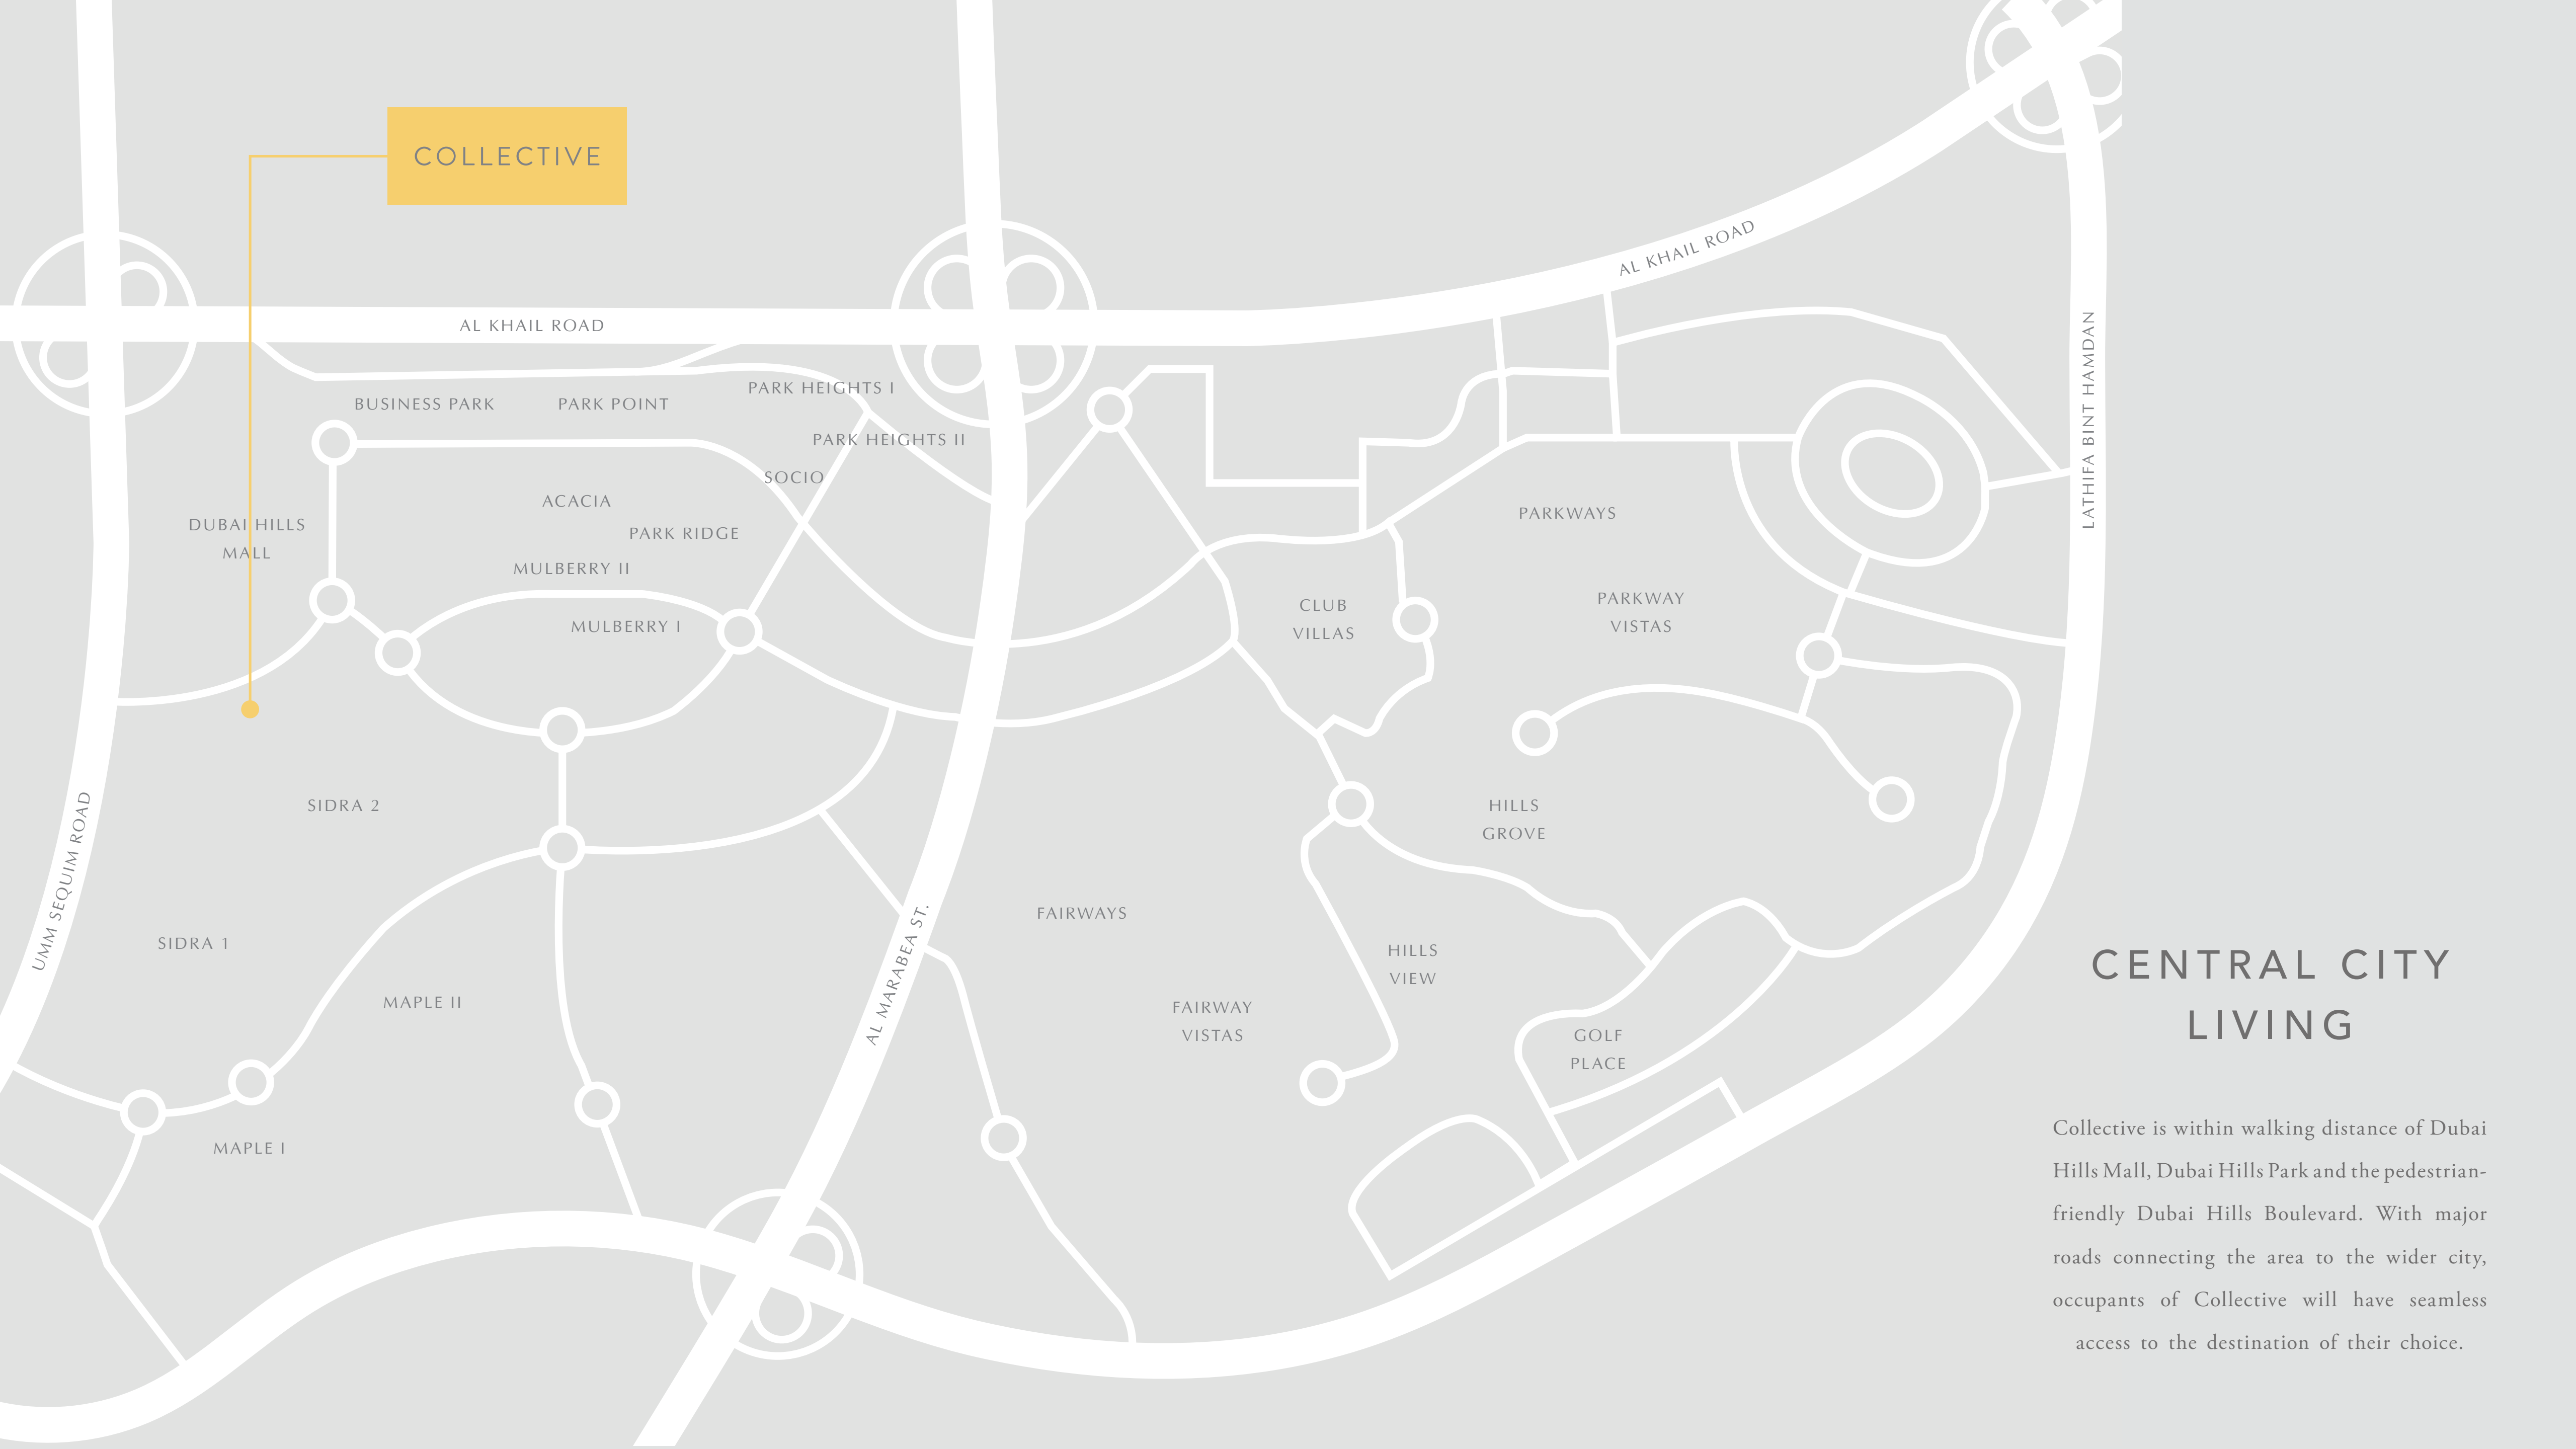 COLLECTIVE
AL KHAIL ROAD
AL KHAIL ROAD
LATHIFA BINT HAMDAN
PARK HEIGHTS I
BUSINESS PARK
PARK POINT
PARK HEIGHTS II
SOCIO
ACACIA
PARKWAYS
DUBAI HILLS
MALL
PARK RIDGE
MULBERRY II
MULBERRY I
CLUB
VILLAS
PARKWAY
VISTAS
SIDRA 2
HILLS
GROVE
UMM SEQUIM ROAD
SIDRA 1
FAIRWAYS
AL MARABEA ST.
HILLS
VIEW
MAPLE II
FAIRWAY
VISTAS
GOLF
PLACE
MAPLE I
CENTRAL CITY
LIVING
Collective is within walking distance of Dubai
Hills Mall, Dubai Hills Park and the pedestrian-
friendly Dubai Hills Boulevard. With major
roads connecting the area to the wider city,
occupants of Collective will have seamless
access to the destination of their choice.